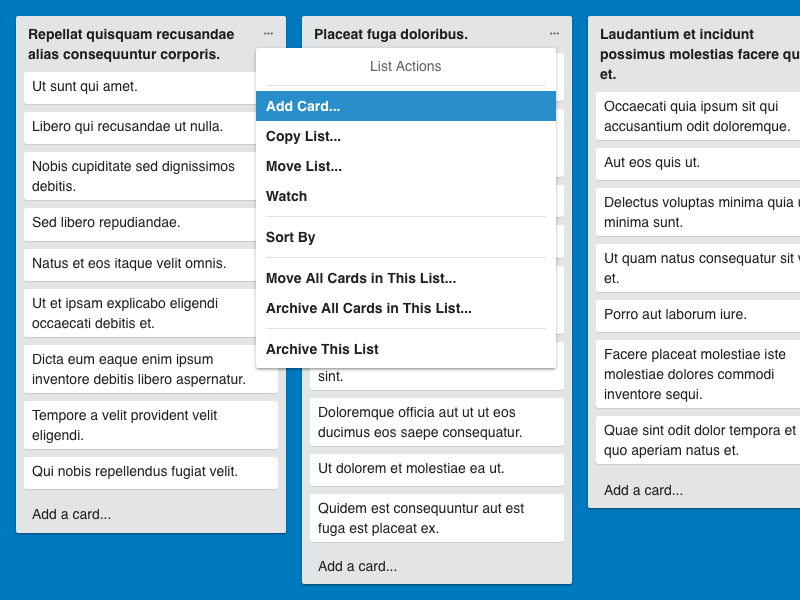 Repellat quisquam recusandae
alias consequuntur corporis.
Ut sunt qui amet.
Libero qui recusandae ut nulla.
Nobis cupiditate sed dignissimos
debitis.
Sed libero repudiandae.
Natus et eos itaque velit omnis.
Ut et ipsam explicabo eligendi
occaecati debitis et.
Dicta eum eaque enim ipsum
inventore debitis libero aspernatur.
Tempore a velit provident velit
eligendi.
Qui nobis repellendus fugiat velit.
Add a card...
Placeat fuga doloribus.
List Actions
Add Card...
Copy List...
Move List...
Watch
Sort By
Move All Cards in This List...
Archive All Cards in This List...
Archive This List
sint.
Doloremque officia aut ut ut eos
ducimus eos saepe consequatur.
Ut dolorem et molestiae ea ut.
Quidem est consequuntur aut est
fuga est placeat ex.
Add a card...
Laudantium et incidunt
possimus molestias facere
et.
Occaecati quia ipsum sit qui
accusantium odit doloremque.
Aut eos quis ut.
Delectus voluptas minima quia
minima sunt.
Ut quam natus consequatur sit
et.
Porro aut laborum iure.
Facere placeat molestiae iste
molestiae dolores commodi
inventore sequi.
Quae sint odit dolor tempora et
quo aperiam natus et.
Add a card...